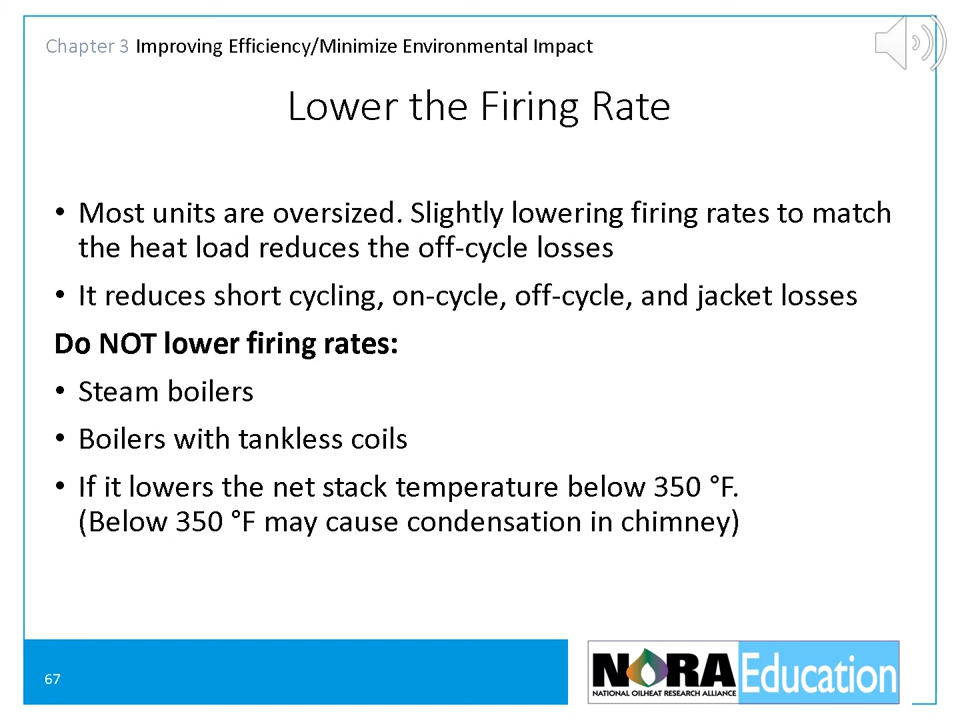 Chapter 3 Improving Efficiency/Minimize Environmental Impact
Lower the Firing Rate
• Most units are oversized. Slightly lowering firing rates to match
the heat load reduces the off-cycle losses
• It reduces short cycling, on-cycle, off-cycle, and jacket losses
Do NOT lower firing rates:
• Steam boilers
• Boilers with tankless coils
• If it lowers the net stack temperature below 350 °F.
(Below 350 °F may cause condensation in chimney)
67
NORA Education
NATIONAL OILHEAT RESEARCH ALLIANCE